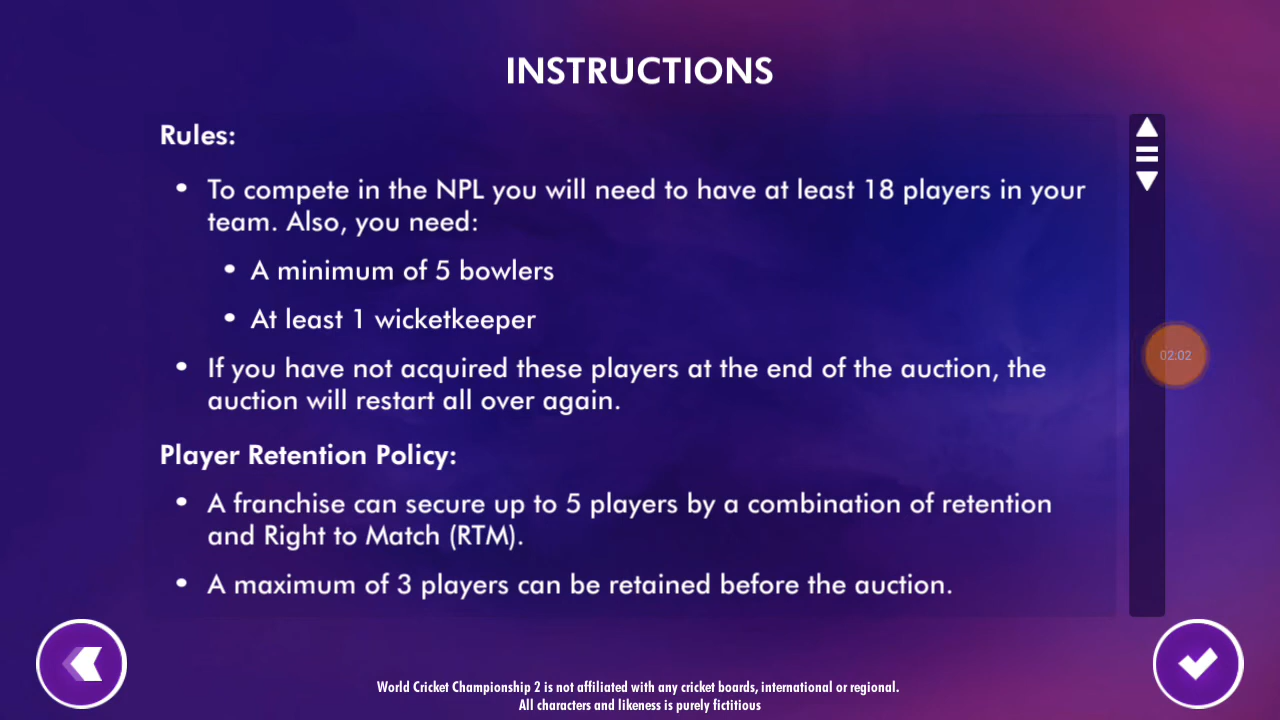 INSTRUCTIONS
Rules:
• To compete in the NPL you will need to have at least 18 players in your
team. Also, you need:
• A minimum of 5 bowlers
• At least 1 wicketkeeper
• If you have not acquired these players at the end of the auction, the
auction will restart all over again.
02:02
Player Retention Policy:
• A franchise can secure up to 5 players by a combination of retention
and Right to Match (RTM).
• A maximum of 3 players can be retained before the auction.
World Cricket Championship 2 is not affiliated with any cricket boards, international or regional.
All characters and likeness is purely fictitious